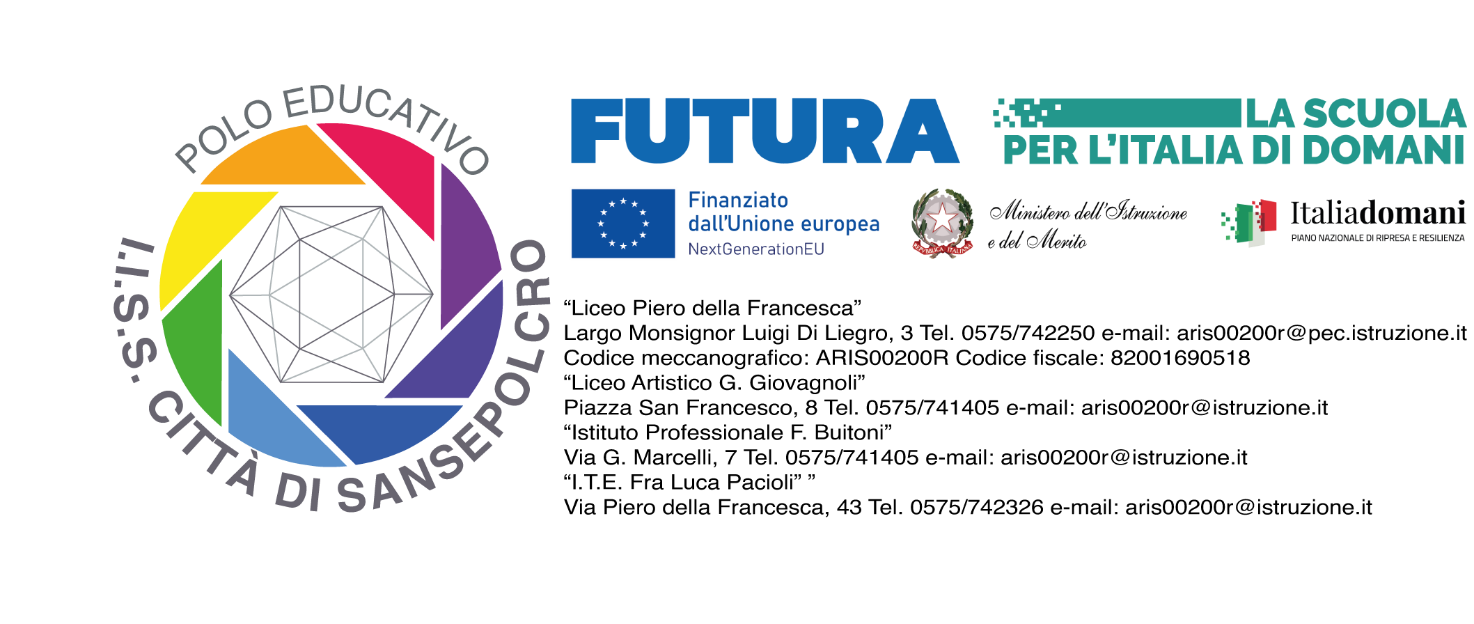 POLO EDUCATIVO
I.I.S.S. CITTÀ DI SANSEPOLCRO
FUTURA
LA SCUOLA
PER L'ITALIA DI DOMANI
Finanziato
dall'Unione europea
NextGenerationEU
REPUBBLICA ITALIANA
Ministero dell'Istruzione
e del Merito
Italiadomani
PIANO NAZIONALE DI RIPRESA E RESILIENZA
“Liceo Piero della Francesca”
Largo Monsignor Luigi Di Liegro, 3 Tel. 0575/742250 e-mail: aris00200r@pec.istruzione.it
Codice meccanografico: ARIS00200R Codice fiscale: 82001690518
“Liceo Artistico G. Giovagnoli”
Piazza San Francesco, 8 Tel. 0575/741405 e-mail: aris00200r@istruzione.it
“Istituto Professionale F. Buitoni”
Via G. Marcelli, 7 Tel. 0575/741405 e-mail: aris00200r@istruzione.it
“I.T.E. Fra Luca Pacioli” ”
Via Piero della Francesca, 43 Tel. 0575/742326 e-mail: aris00200r@istruzione.it